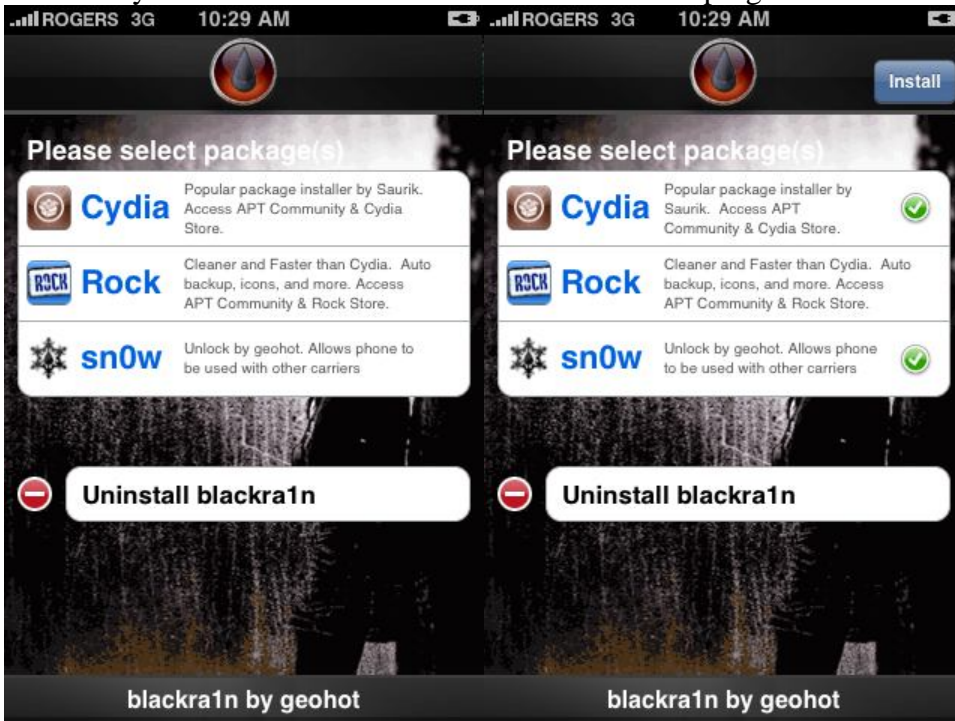 ROGERS 3G 10:29 AM
Please select package(s)
Cydia
Popular package installer by Saurik.
Access APT Community & Cydia
Store.
ROCK
Rock
Cleaner and Faster than Cydia. Auto
backup, icons, and more. Access
APT Community & Rock Store.
sn0w
Unlock by geohot. Allows phone to
be used with other carriers
Uninstall blackra1n
blackra1n by geohot
ROGERS 3G 10:29 AM
Install
Please select package(s)
Cydia
Popular package installer by
Saurik. Access APT
Community & Cydia Store.
ROCK
Rock
Cleaner and Faster than Cydia. Auto
backup, icons, and more. Access
APT Community & Rock Store.
sn0w
Unlock by geohot. Allows phone
to be used with other carriers
Uninstall blackra1n
blackra1n by geohot